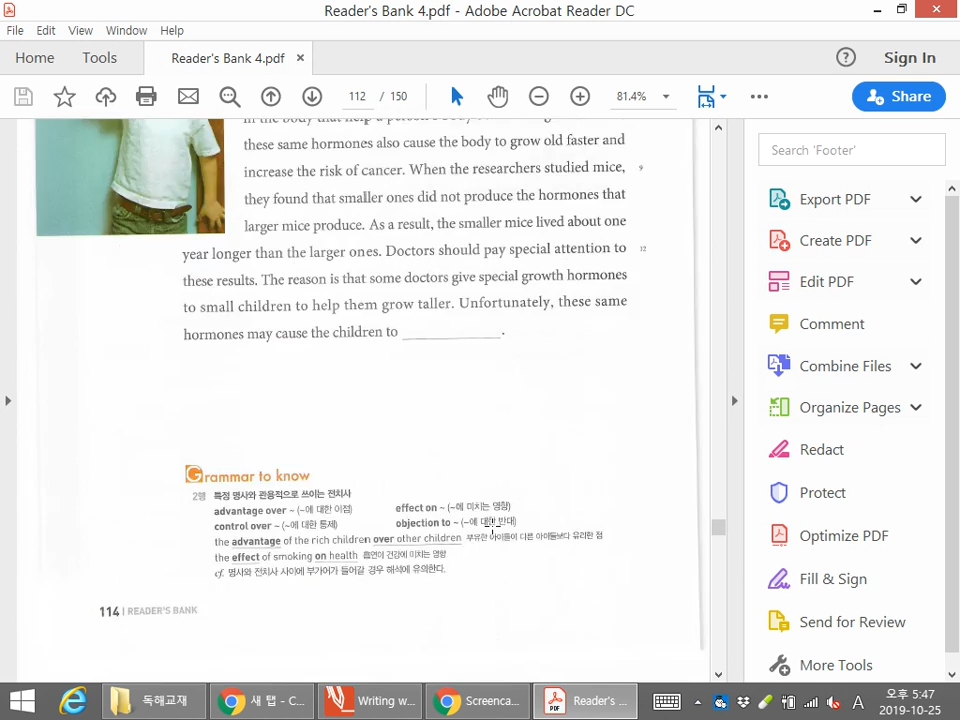 Reader's Bank 4.pdf - Adobe Acrobat Reader DC
File Edit View Window Help
Home Tools Reader's Bank 4.pdf × Sign In
112 / 150 81.4% Share
these same hormones also cause the body to grow old faster and
increase the risk of cancer. When the researchers studied mice, 9
they found that smaller ones did not produce the hormones that
larger mice produce. As a result, the smaller mice lived about one
year longer than the larger ones. Doctors should pay special attention to 12
these results. The reason is that some doctors give special growth hormones
to small children to help them grow taller. Unfortunately, these same
hormones may cause the children to ____________ .
Grammar to know
2행 특정 명사와 관용적으로 쓰이는 전치사
advantage over ~ (~에 대한 이점) effect on ~ (~에 미치는 영향)
control over ~ (~에 대한 통제) objection to ~ (~에 대한 반대)
the advantage of the rich children over other children 부유한 아이들이 다른 아이들보다 유리한 점
the effect of smoking on health 흡연이 건강에 미치는 영향
cf. 명사와 전치사 사이에 부가어가 들어갈 경우 해석에 유의한다.
114 | READER'S BANK
Search 'Footer'
Export PDF
Create PDF
Edit PDF
Comment
Combine Files
Organize Pages
Redact
Protect
Optimize PDF
Fill & Sign
Send for Review
More Tools
독해교재 새 탭 - C... Writing w... Screenca... Reader's ... A 오후 5:47
2019-10-25